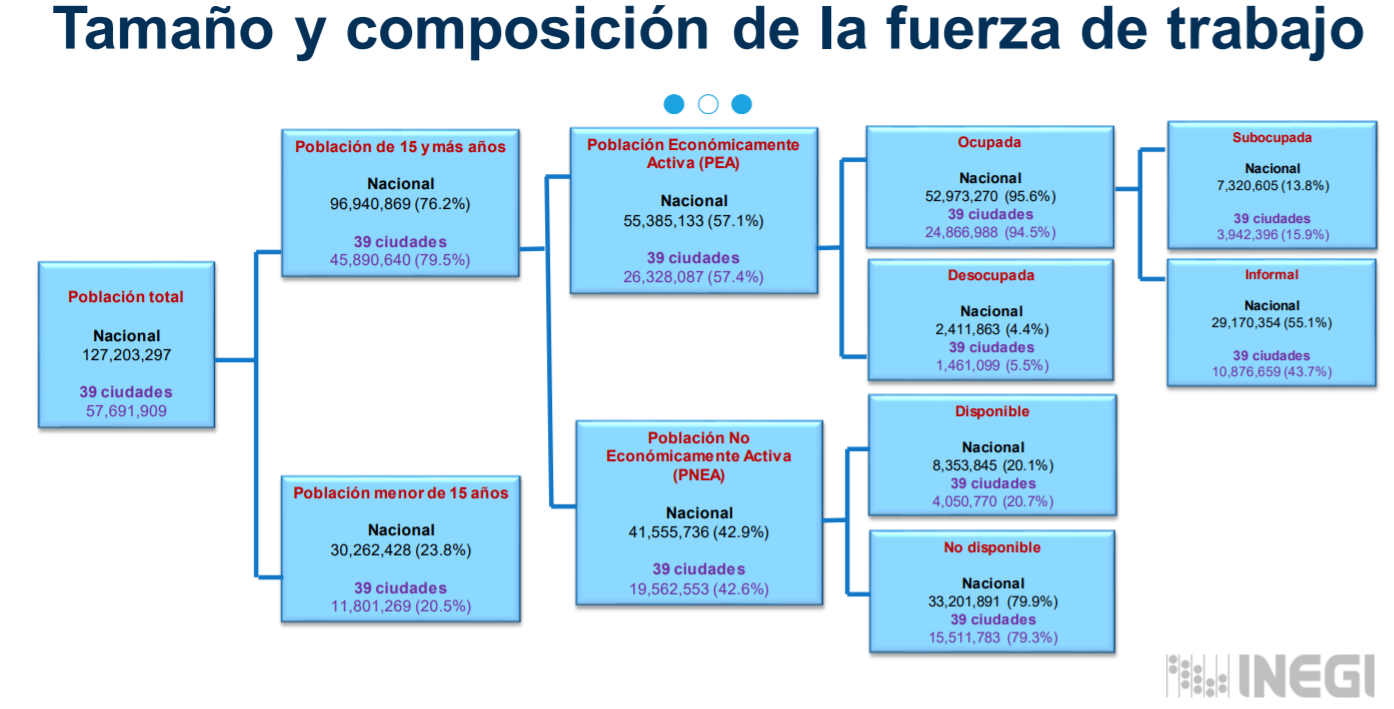 Tamaño y composición de la fuerza de trabajo
Población total
Nacional
127,203,297
39 ciudades
57,691,909
Población de 15 y más años
Nacional
96,940,869 (76.2%)
39 ciudades
45,890,640 (79.5%)
Población menor de 15 años
Nacional
30,262,428 (23.8%)
39 ciudades
11,801,269 (20.5%)
Población Económicamente
Activa (PEA)
Nacional
55,385,133 (57.1%)
39 ciudades
26,328,087 (57.4%)
Población No
Económicamente Activa
(PNEA)
Nacional
41,555,736 (42.9%)
39 ciudades
19,562,553 (42.6%)
Ocupada
Nacional
52,973,270 (95.6%)
39 ciudades
24,866,988 (94.5%)
Desocupada
Nacional
2,411,863 (4.4%)
39 ciudades
1,461,099 (5.5%)
Disponible
Nacional
8,353,845 (20.1%)
39 ciudades
4,050,770 (20.7%)
No disponible
Nacional
33,201,891 (79.9%)
39 ciudades
15,511,783 (79.3%)
Subocupada
Nacional
7,320,605 (13.8%)
39 ciudades
3,942,396 (15.9%)
Informal
Nacional
29,170,354 (55.1%)
39 ciudades
10,876,659 (43.7%)
INEGI